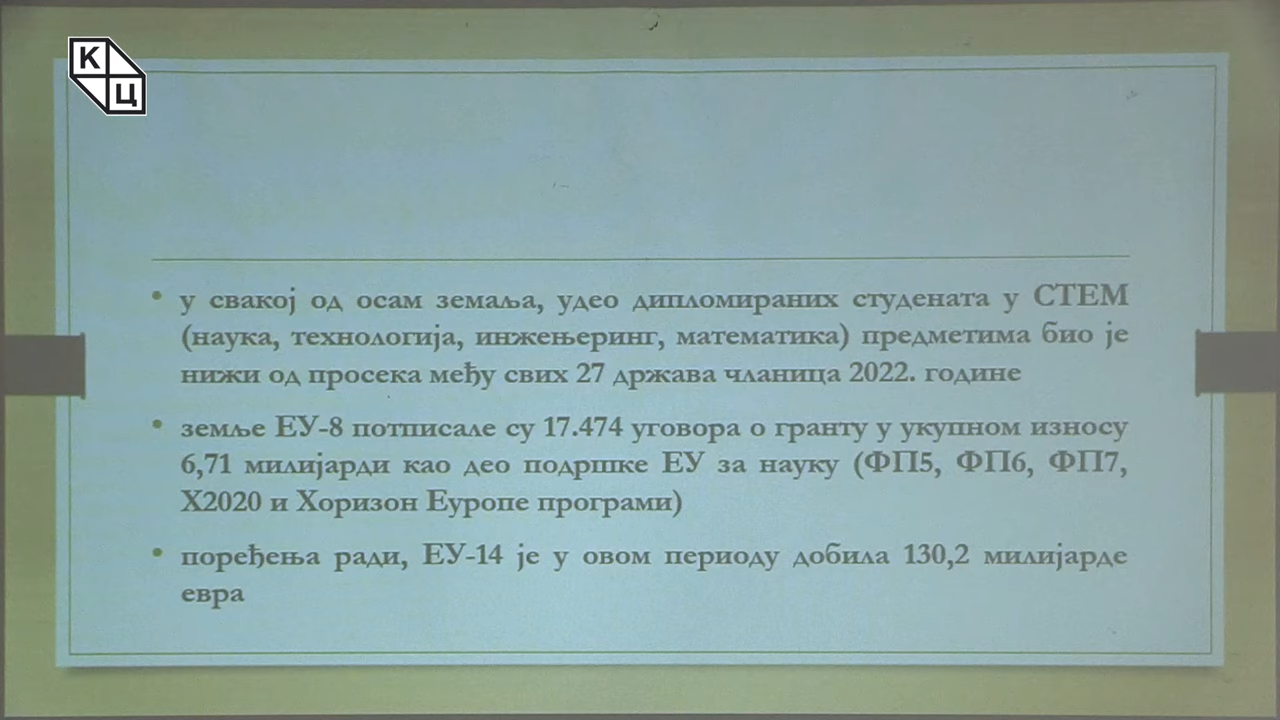 К
Ц
• у свакој од осам земаља, удео дипломираних студената у СТЕМ
(наука, технологија, инжењеринг, математика) предметима био је
нижи од просека међу свих 27 држава чланица 2022. године
• земље ЕУ-8 потписале су 17.474 уговора о гранту у укупном износу
6,71 милијарди као део подршке ЕУ за науку (ФП5, ФП6, ФП7,
Х2020 и Хоризон Еуропе програми)
• поређења ради, ЕУ-14 је у овом периоду добила 130,2 милијарде
евра